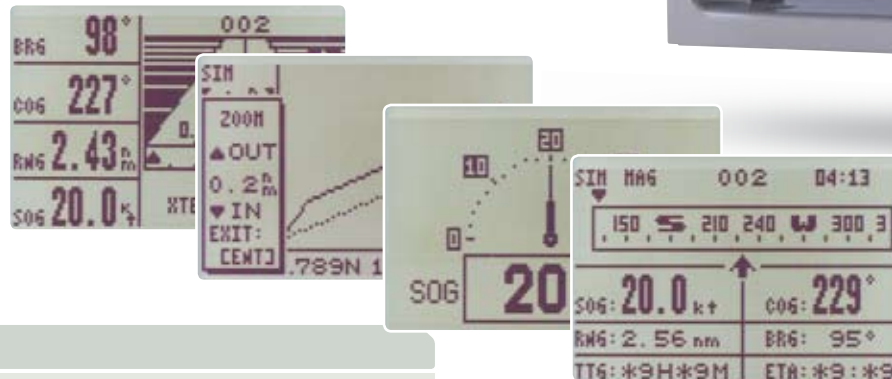 002
BRG 98°
COG 227°
RNG 2.43 nm
SOG 20.0 kt
XTE
SIM
ZOOM
▲OUT
0.2 nm
▼IN
EXIT:
[ENT]
.789N 1
20
10
0
SOG 20
SIM MAG 002 04:13
150 S 210 240 W 300 3
SOG: 20.0 kt COG: 229°
RNG: 2.56 nm BRG: 95°
TTG: *9H*9M ETA: *9:*9